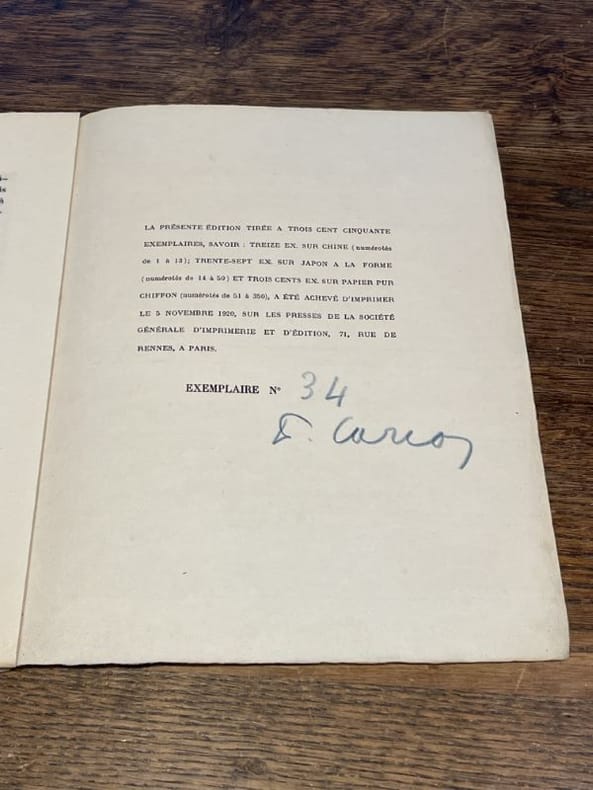 LA PRÉSENTE ÉDITION TIRÉE A TROIS CENT CINQUANTE
EXEMPLAIRES, SAVOIR : TREIZE EX. SUR CHINE (numérotés
de 1 à 13); TRENTE-SEPT EX. SUR JAPON A LA FORME
(numérotés de 14 à 50) ET TROIS CENTS EX. SUR PAPIER PUR
CHIFFON (numérotés de 51 à 350), A ÉTÉ ACHEVÉ D'IMPRIMER
LE 5 NOVEMBRE 1920, SUR LES PRESSES DE LA SOCIÉTÉ
GÉNÉRALE D'IMPRIMERIE ET D'ÉDITION, 71, RUE DE
RENNES, A PARIS.
EXEMPLAIRE N° 34
F. Carco